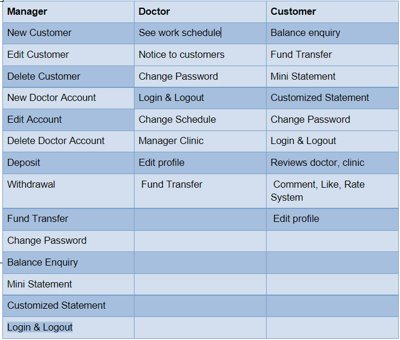 Manager Doctor Customer
New Customer See work schedule Balance enquiry
Edit Customer Notice to customers Fund Transfer
Delete Customer Change Password Mini Statement
New Doctor Account Login & Logout Customized Statement
Edit Account Change Schedule Change Password
Delete Doctor Account Manager Clinic Login & Logout
Deposit Edit profile Reviews doctor, clinic
Withdrawal Fund Transfer Comment, Like, Rate
System
Fund Transfer Edit profile
Change Password
Balance Enquiry
Mini Statement
Customized Statement
Login & Logout